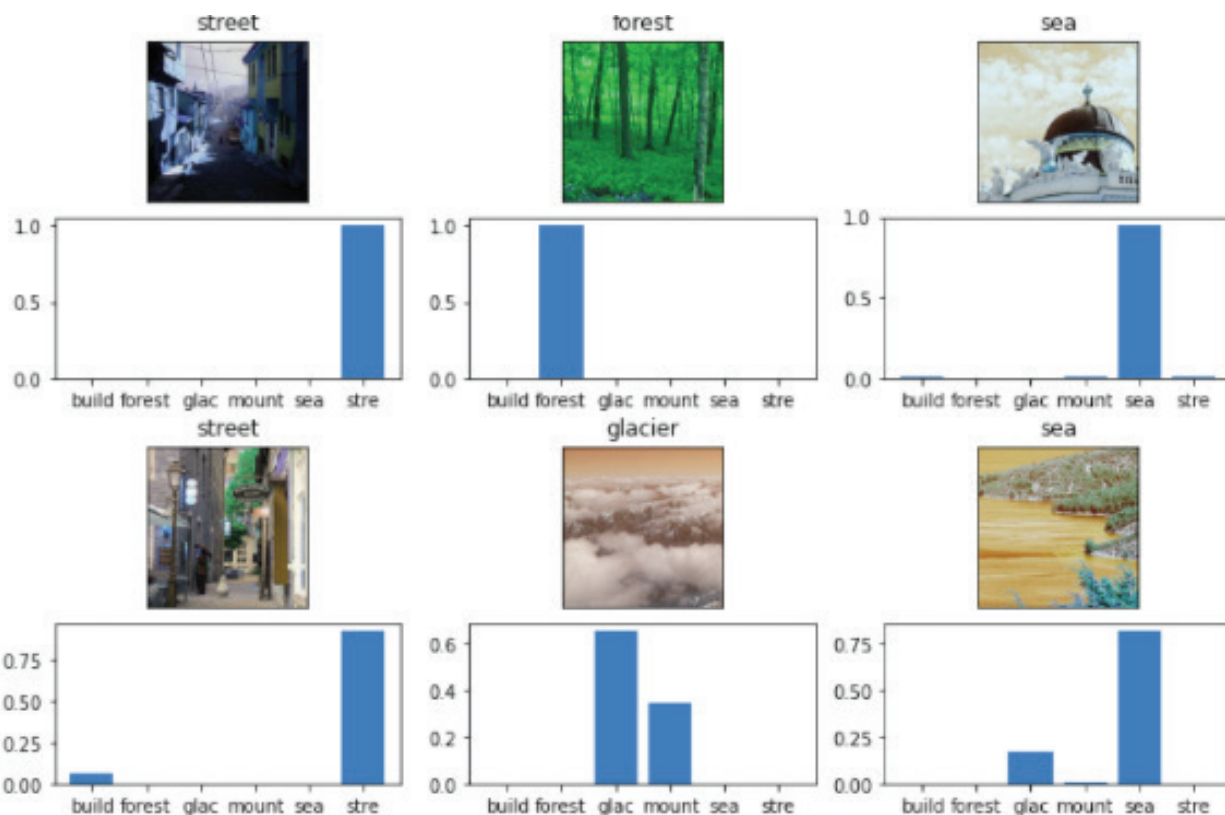 street forest sea
1.0 1.0 1.0
0.5 0.5 0.5
0.0 0.0 0.0
build forest glac mount sea stre build forest glac mount sea stre build forest glac mount sea stre
street glacier sea
0.75 0.6 0.75
0.50 0.4 0.50
0.25 0.2 0.25
0.00 0.0 0.00
build forest glac mount sea stre build forest glac mount sea stre build forest glac mount sea stre